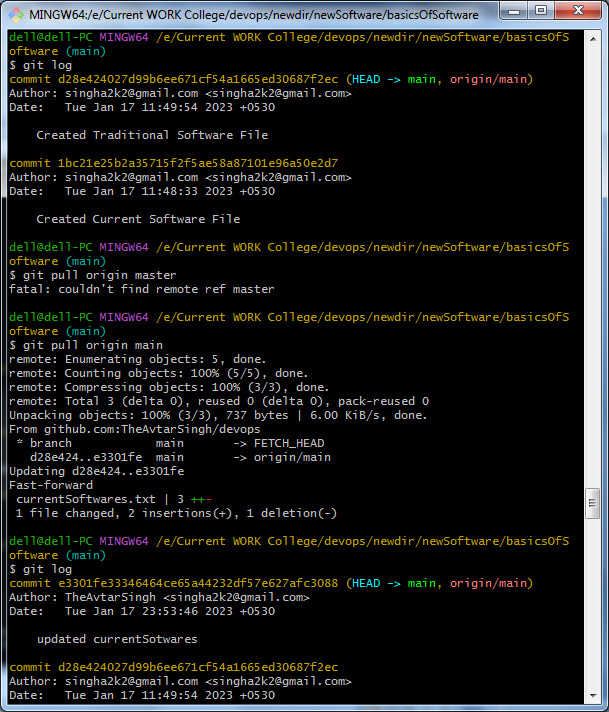 MINGW64:/e/Current WORK College/devops/newdir/newSoftware/basicsOfSoftware
dell@dell-PC MINGW64 /e/Current WORK College/devops/newdir/newSoftware/basicsOfS
oftware (main)
$ git log
commit d28e424027d99b6ee671cf54a1665ed30687f2ec (HEAD -> main, origin/main)
Author: singha2k2@gmail.com <singha2k2@gmail.com>
Date:   Tue Jan 17 11:49:54 2023 +0530
    Created Traditional Software File
commit 1bc21e25b2a35715f2f5ae58a87101e96a50e2d7
Author: singha2k2@gmail.com <singha2k2@gmail.com>
Date:   Tue Jan 17 11:48:33 2023 +0530
    Created Current Software File
dell@dell-PC MINGW64 /e/Current WORK College/devops/newdir/newSoftware/basicsOfS
oftware (main)
$ git pull origin master
fatal: couldn't find remote ref master
dell@dell-PC MINGW64 /e/Current WORK College/devops/newdir/newSoftware/basicsOfS
oftware (main)
$ git pull origin main
remote: Enumerating objects: 5, done.
remote: Counting objects: 100% (5/5), done.
remote: Compressing objects: 100% (3/3), done.
remote: Total 3 (delta 0), reused 0 (delta 0), pack-reused 0
Unpacking objects: 100% (3/3), 737 bytes | 6.00 KiB/s, done.
From github.com:TheAvtarSingh/devops
 * branch            main       -> FETCH_HEAD
   d28e424..e3301fe  main       -> origin/main
Updating d28e424..e3301fe
Fast-forward
 currentSoftwares.txt | 3 ++-
 1 file changed, 2 insertions(+), 1 deletion(-)
dell@dell-PC MINGW64 /e/Current WORK College/devops/newdir/newSoftware/basicsOfS
oftware (main)
$ git log
commit e3301fe33346464ce65a44232df57e627afc3088 (HEAD -> main, origin/main)
Author: TheAvtarSingh <singha2k2@gmail.com>
Date:   Tue Jan 17 23:53:46 2023 +0530
    updated currentSotwares
commit d28e424027d99b6ee671cf54a1665ed30687f2ec
Author: singha2k2@gmail.com <singha2k2@gmail.com>
Date:   Tue Jan 17 11:49:54 2023 +0530